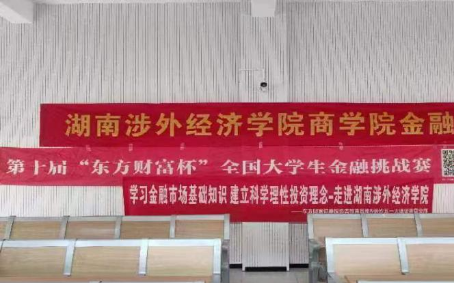 湖南涉外经济学院商学院金融
第十届“东方财富杯”全国大学生金融挑战赛
学习金融市场基础知识 建立科学理性投资理念-走进湖南涉外经济学院